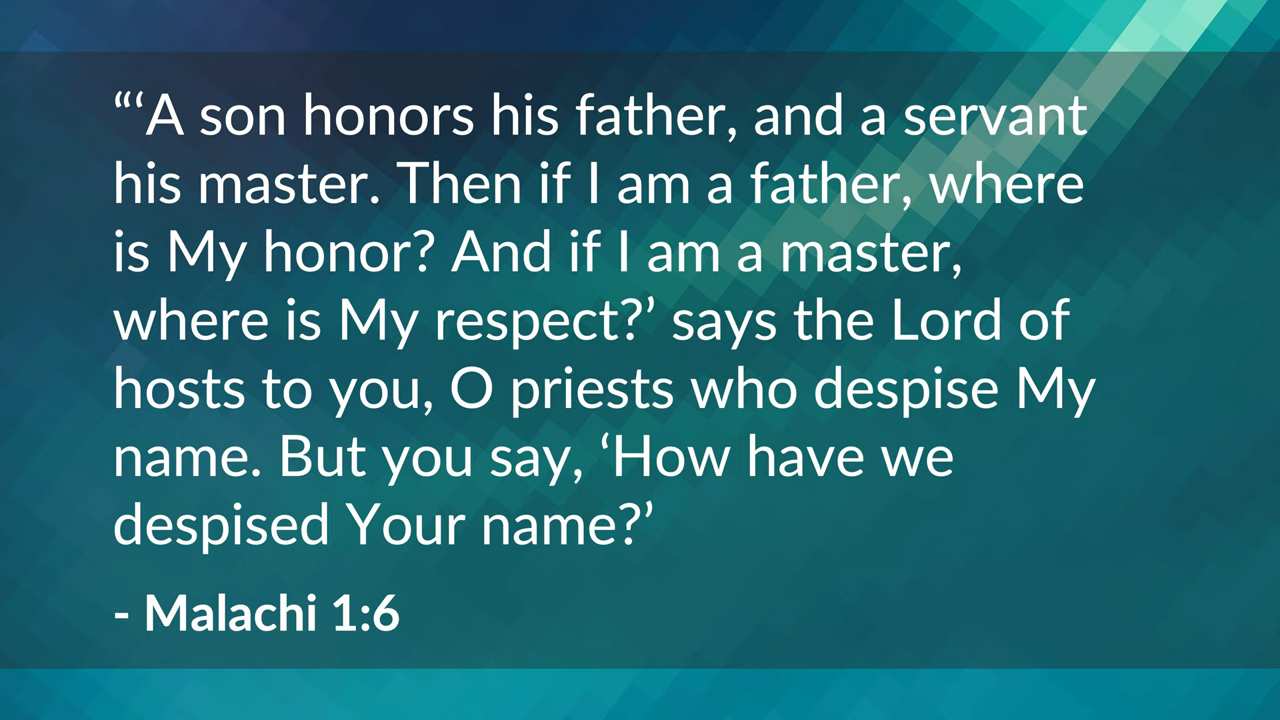 “‘A son honors his father, and a servant
his master. Then if I am a father, where
is My honor? And if I am a master,
where is My respect?’ says the Lord of
hosts to you, O priests who despise My
name. But you say, ‘How have we
despised Your name?’
- Malachi 1:6